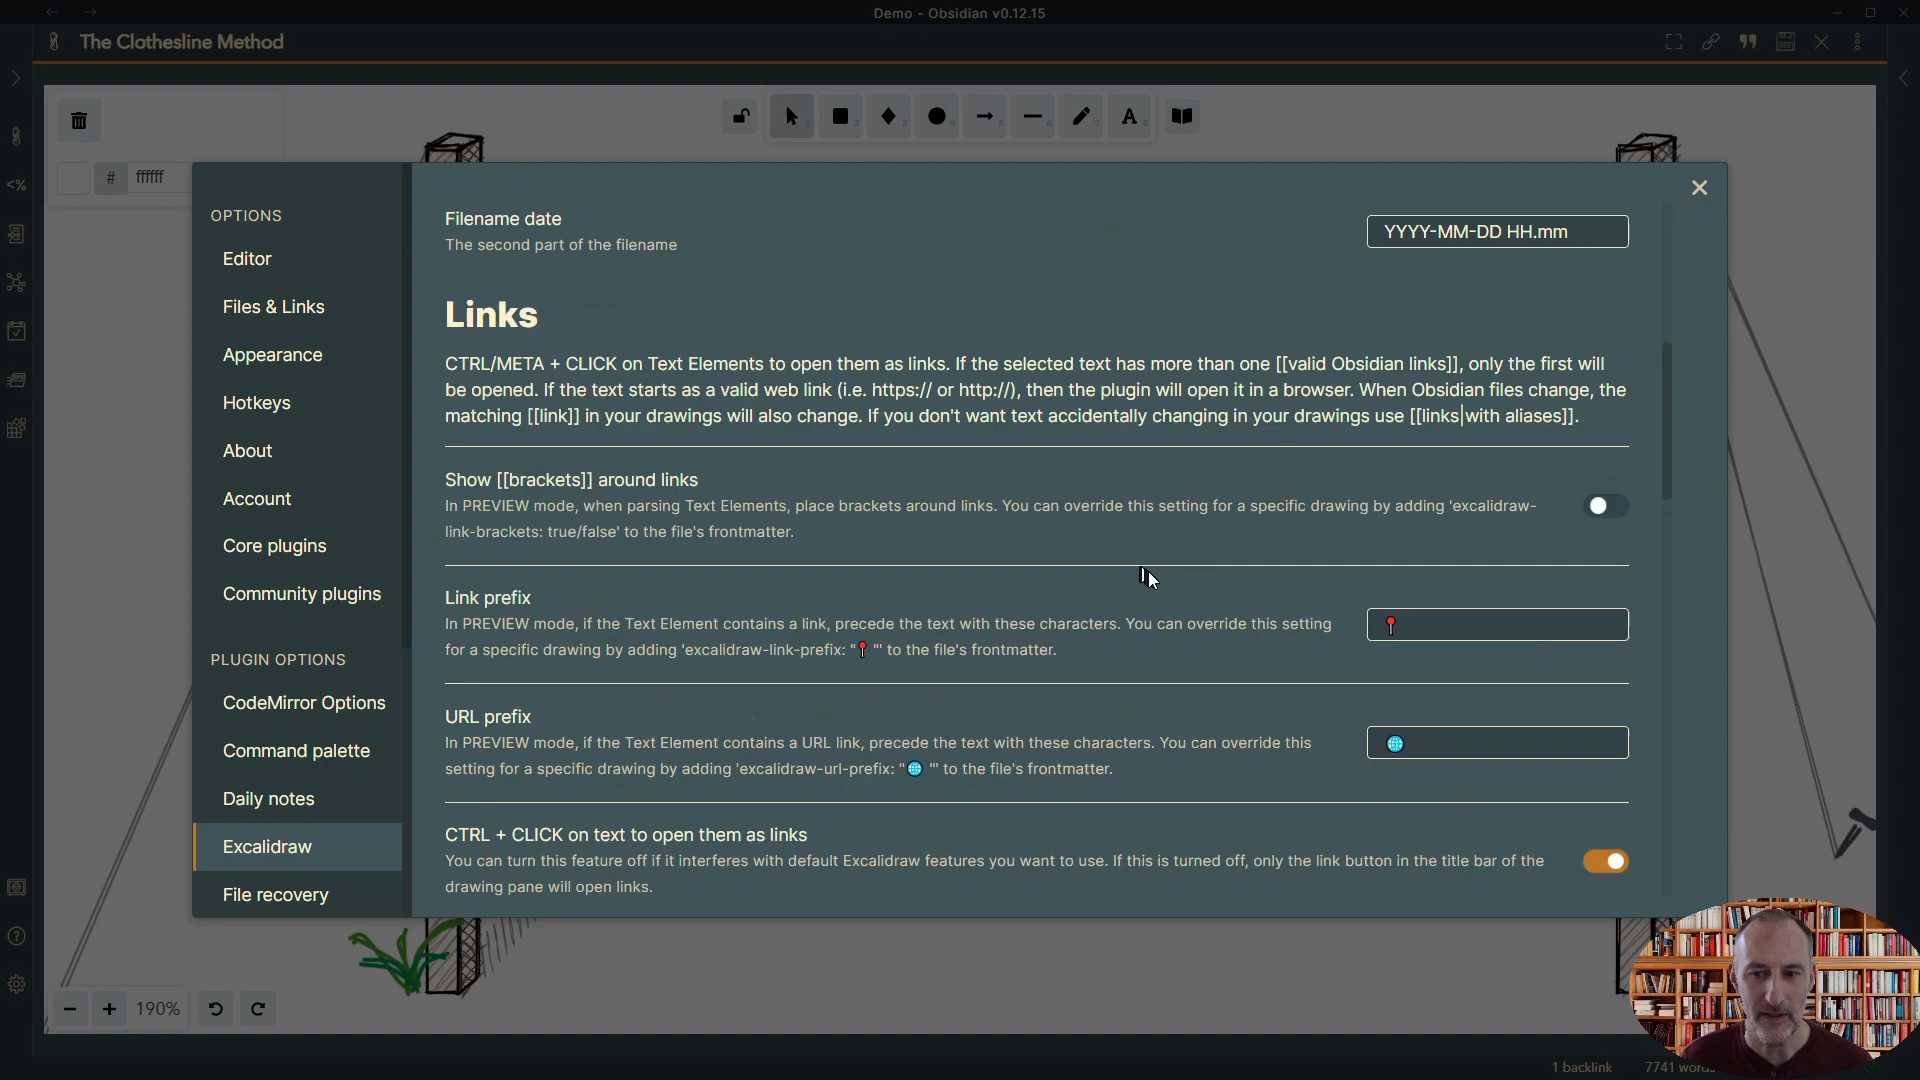 Demo - Obsidian v0.12.15
The Clothesline Method
<%
1
2
3
4
5
6
7
A 8
# ffffff
OPTIONS
Editor
Files & Links
Appearance
Hotkeys
About
Account
Core plugins
Community plugins
PLUGIN OPTIONS
CodeMirror Options
Command palette
Daily notes
Excalidraw
File recovery
Filename date
The second part of the filename
YYYY-MM-DD HH.mm
Links
CTRL/META + CLICK on Text Elements to open them as links. If the selected text has more than one [[valid Obsidian links]], only the first will
be opened. If the text starts as a valid web link (i.e. https:// or http://), then the plugin will open it in a browser. When Obsidian files change, the
matching [[link]] in your drawings will also change. If you don't want text accidentally changing in your drawings use [[links|with aliases]].
Show [[brackets]] around links
In PREVIEW mode, when parsing Text Elements, place brackets around links. You can override this setting for a specific drawing by adding 'excalidraw-
link-brackets: true/false' to the file's frontmatter.
Link prefix
In PREVIEW mode, if the Text Element contains a link, precede the text with these characters. You can override this setting
for a specific drawing by adding 'excalidraw-link-prefix: "📍 "' to the file's frontmatter.
📍
URL prefix
In PREVIEW mode, if the Text Element contains a URL link, precede the text with these characters. You can override this
setting for a specific drawing by adding 'excalidraw-url-prefix: "🌐 "' to the file's frontmatter.
🌐
CTRL + CLICK on text to open them as links
You can turn this feature off if it interferes with default Excalidraw features you want to use. If this is turned off, only the link button in the title bar of the
drawing pane will open links.
190%
1 backlink
7741 words